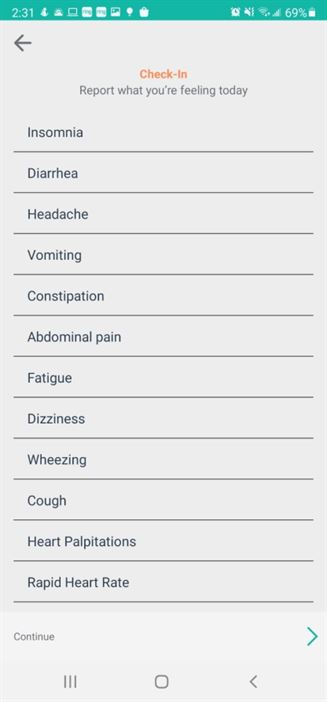 2:31
69%
Check-In
Report what you're feeling today
Insomnia
Diarrhea
Headache
Vomiting
Constipation
Abdominal pain
Fatigue
Dizziness
Wheezing
Cough
Heart Palpitations
Rapid Heart Rate
Continue